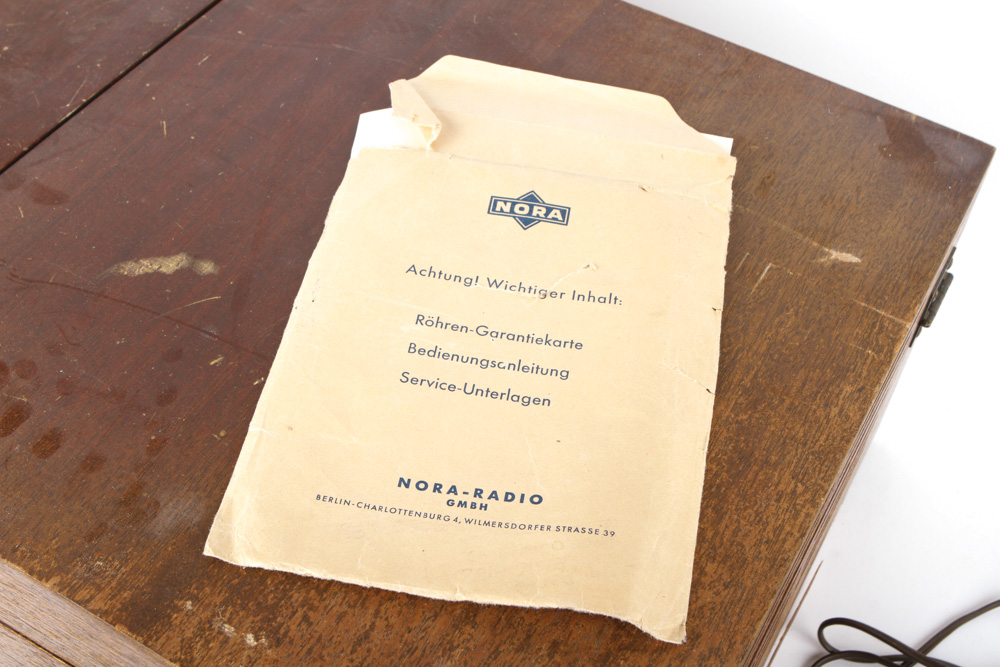 NORA
Achtung! Wichtiger Inhalt:
Röhren-Garantiekarte
Bedienungsanleitung
Service-Unterlagen
NORA-RADIO
GMBH
BERLIN-CHARLOTTENBURG 4, WILMERSDORFER STRASSE 39